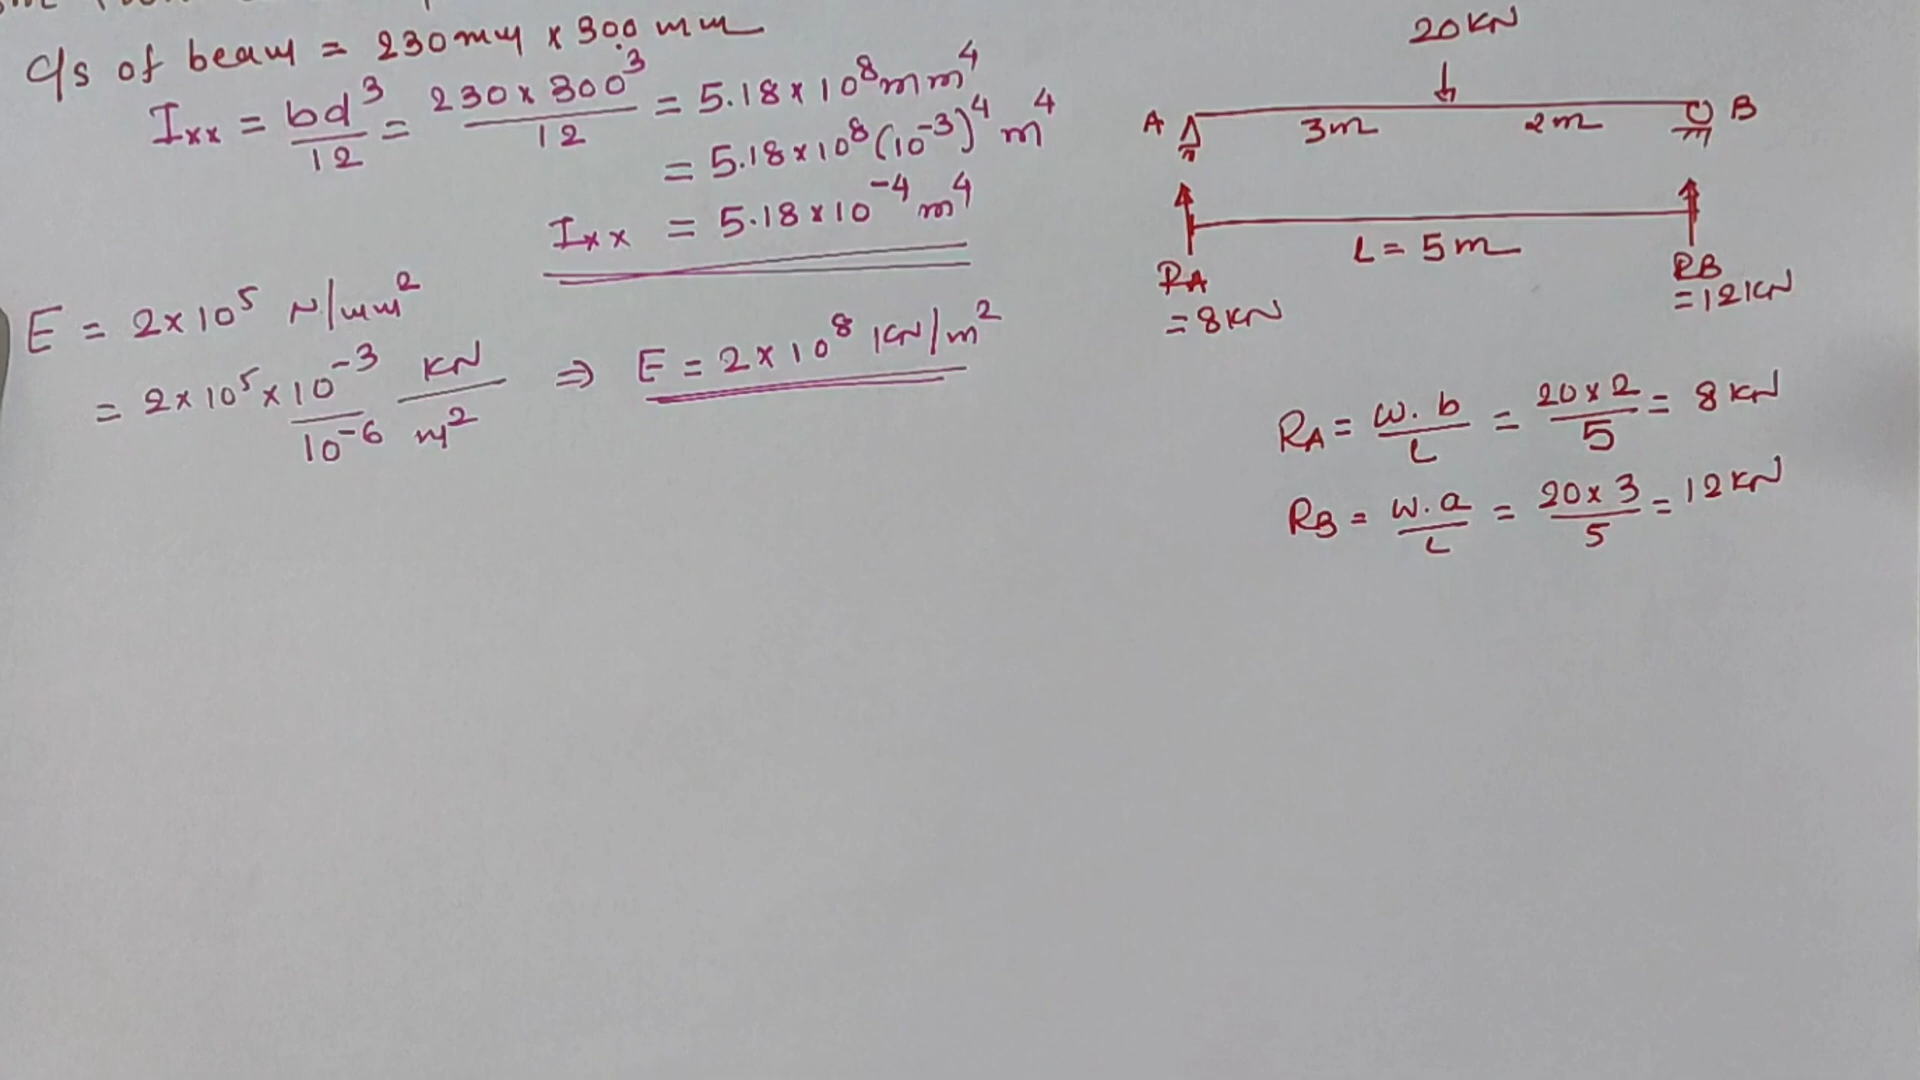 C/s of beam = 230mm x 300 mm
Ixx = bd³/12 = 230 x 300³/12 = 5.18 x 10⁸ mm⁴
= 5.18 x 10⁸ (10⁻³)⁴ m⁴
Ixx = 5.18 x 10⁻⁴ m⁴
E = 2 x 10⁵ N/mm²
= 2 x 10⁵ x 10⁻³/10⁻⁶ KN/m² ⇒ E = 2 x 10⁸ KN/m²
20 KN
A 3m 2m B
L = 5m
RA = 8KN
RB = 12KN
RA = W.b/L = 20 x 2/5 = 8 KN
RB = W.a/L = 20 x 3/5 = 12 KN